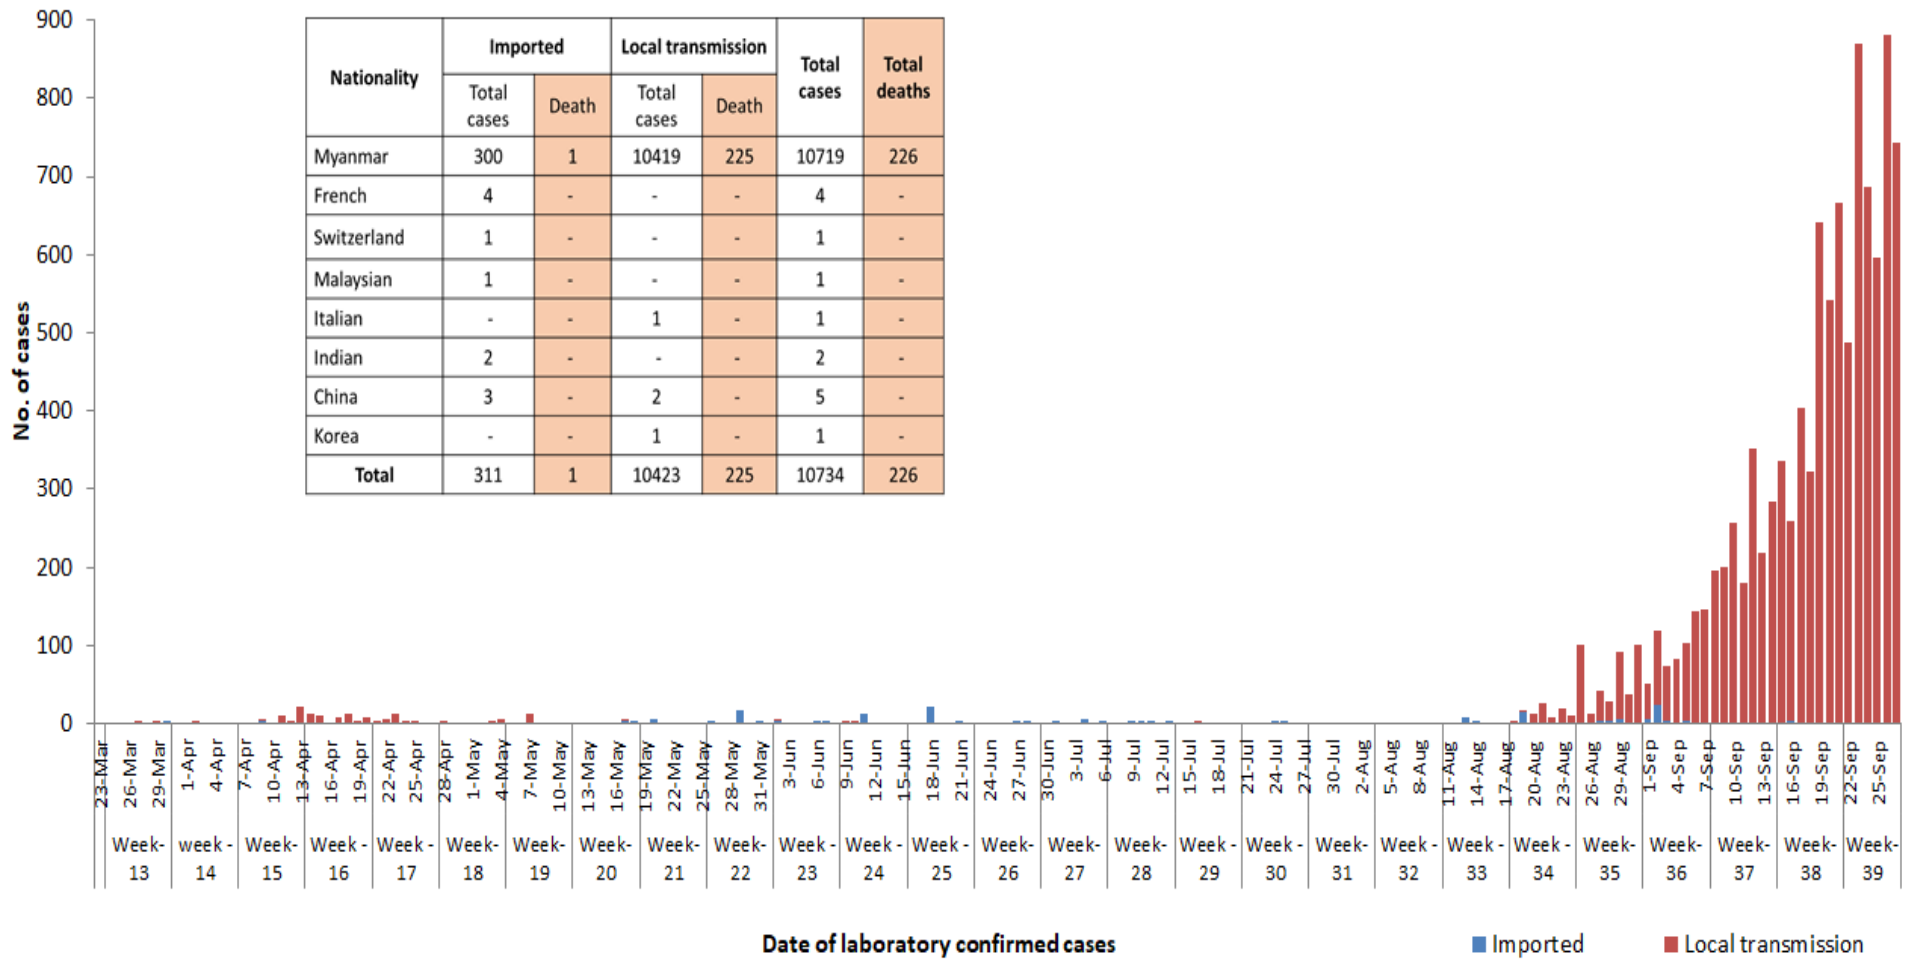 900
800
700
600
500
400
300
200
100
0
No. of cases
Nationality
Imported
Local transmission
Total cases
Total deaths
Total cases
Death
Total cases
Death
Myanmar 300 1 10419 225 10719 226
French 4 - - - 4 -
Switzerland 1 - - - 1 -
Malaysian 1 - - - 1 -
Italian - - 1 - 1 -
Indian 2 - - - 2 -
China 3 - 2 - 5 -
Korea - - 1 - 1 -
Total 311 1 10423 225 10734 226
23-Mar 26-Mar 29-Mar 1-Apr 4-Apr 7-Apr 10-Apr 13-Apr 16-Apr 19-Apr 22-Apr 25-Apr 28-Apr 1-May 4-May 7-May 10-May 13-May 16-May 19-May 22-May 25-May 28-May 31-May 3-Jun 6-Jun 9-Jun 12-Jun 15-Jun 18-Jun 21-Jun 24-Jun 27-Jun 30-Jun 3-Jul 6-Jul 9-Jul 12-Jul 15-Jul 18-Jul 21-Jul 24-Jul 27-Jul 30-Jul 2-Aug 5-Aug 8-Aug 11-Aug 14-Aug 17-Aug 20-Aug 23-Aug 26-Aug 29-Aug 1-Sep 4-Sep 7-Sep 10-Sep 13-Sep 16-Sep 19-Sep 22-Sep 25-Sep
Week- week - Week- Week - Week - Week- Week - Week- Week- Week- Week- Week - Week- Week- Week- Week- Week - Week - Week- Week - Week- Week - Week- Week- Week- Week- Week-
13 14 15 16 17 18 19 20 21 22 23 24 25 26 27 28 29 30 31 32 33 34 35 36 37 38 39
Date of laboratory confirmed cases
Imported
Local transmission